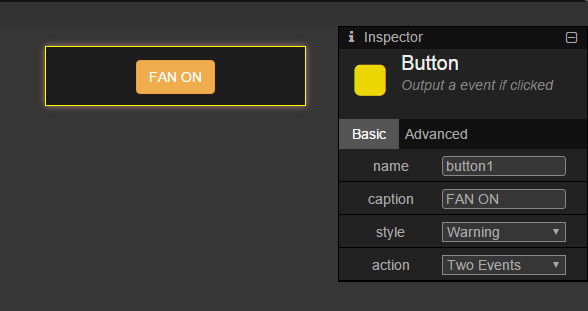 FAN ON
Inspector
Button
Output a event if clicked
Basic Advanced
name button1
caption FAN ON
style Warning
action Two Events